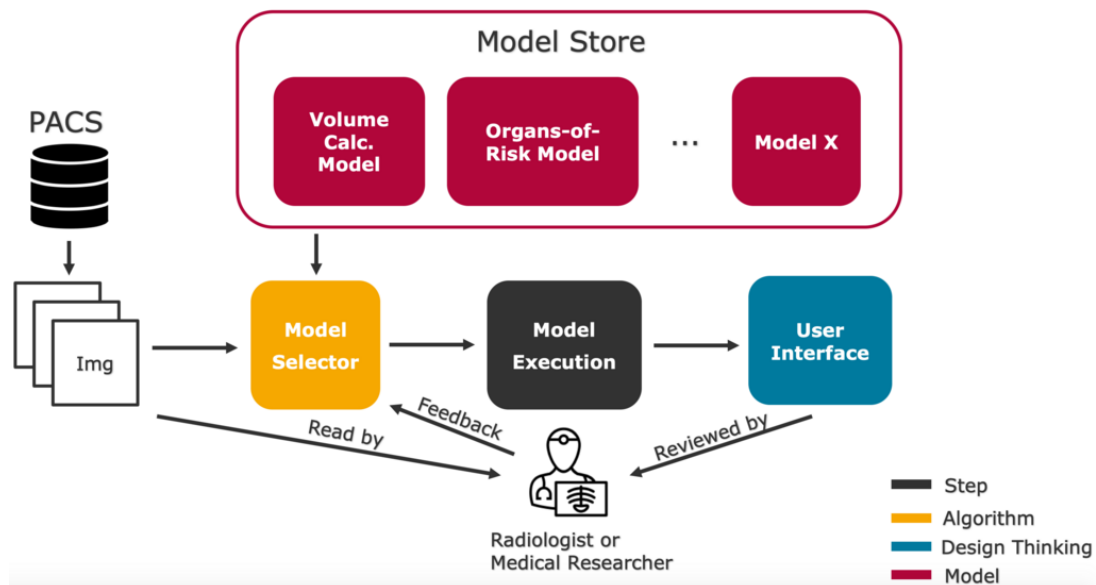 Model Store
PACS
Volume
Calc.
Model
Organs-of-
Risk Model
...
Model X
Img
Model
Selector
Model
Execution
User
Interface
Read by
Feedback
Reviewed by
Radiologist or
Medical Researcher
Step
Algorithm
Design Thinking
Model